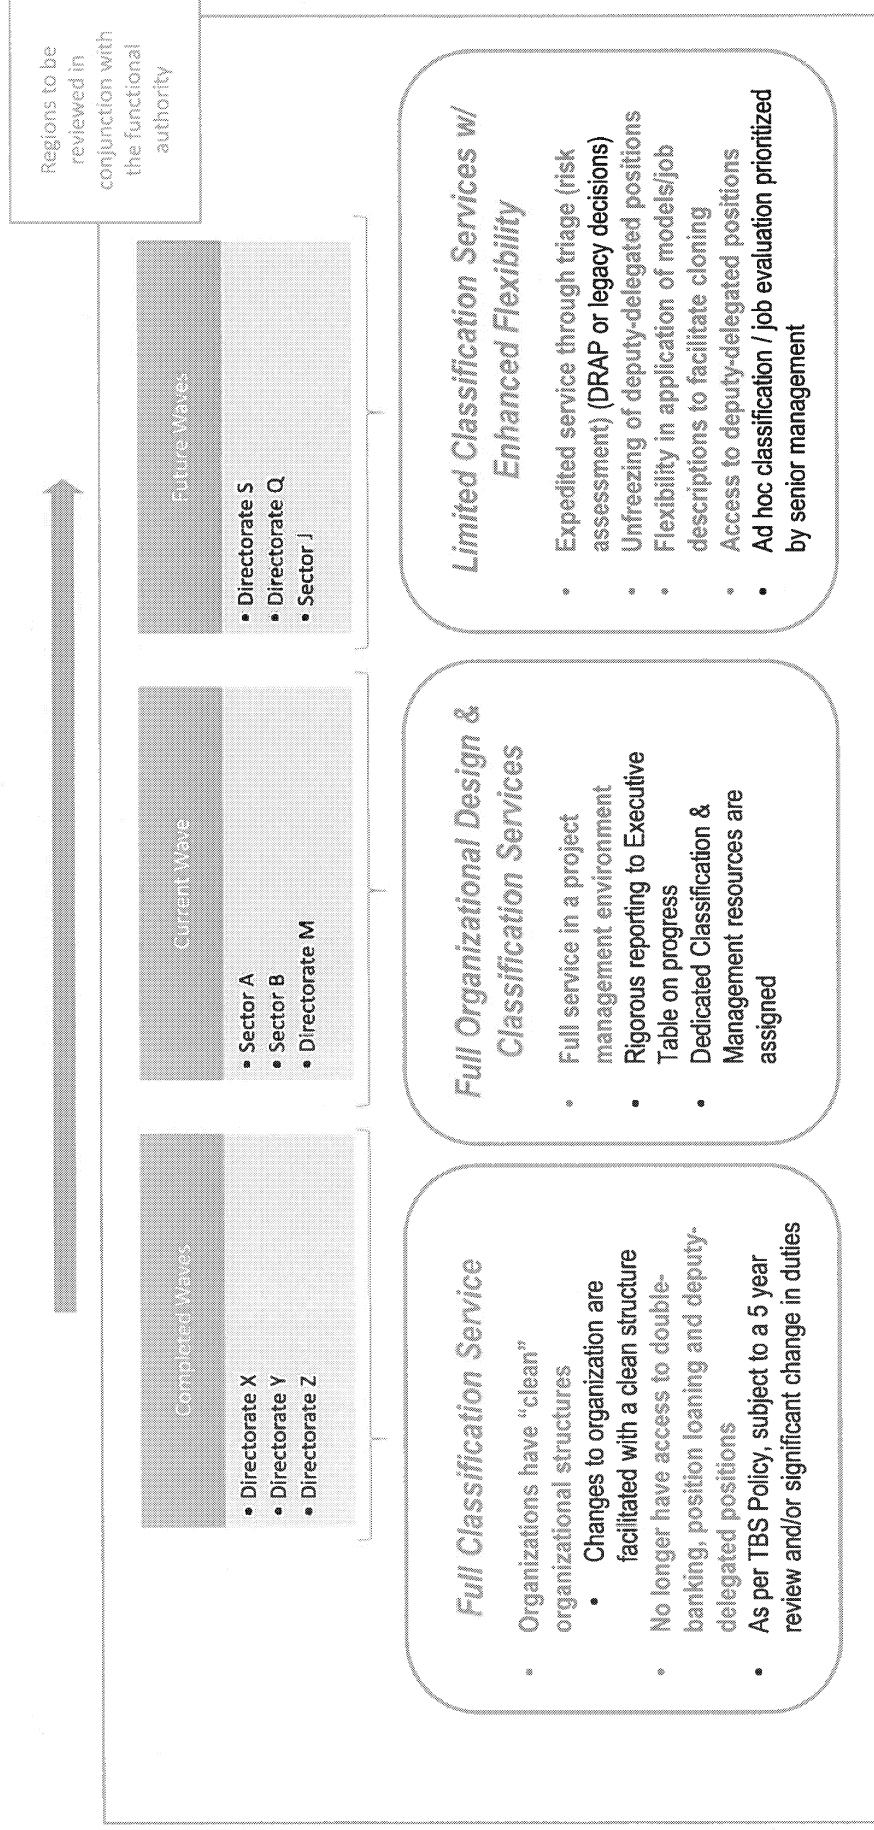 Regions to be
reviewed in
conjunction with
the functional
authority
Completed Waves
• Directorate X
• Directorate Y
• Directorate Z
Current Wave
• Sector A
• Sector B
• Directorate M
Future Waves
• Directorate S
• Directorate Q
• Sector J
Full Classification Service
• Organizations have “clean”
organizational structures
• Changes to organization are
facilitated with a clean structure
• No longer have access to double-
banking, position loaning and deputy-
delegated positions
• As per TBS Policy, subject to a 5 year
review and/or significant change in duties
Full Organizational Design &
Classification Services
• Full service in a project
management environment
• Rigorous reporting to Executive
Table on progress
• Dedicated Classification &
Management resources are
assigned
Limited Classification Services w/
Enhanced Flexibility
• Expedited service through triage (risk
assessment) (DRAP or legacy decisions)
• Unfreezing of deputy-delegated positions
• Flexibility in application of models/job
descriptions to facilitate cloning
• Access to deputy-delegated positions
• Ad hoc classification / job evaluation prioritized
by senior management